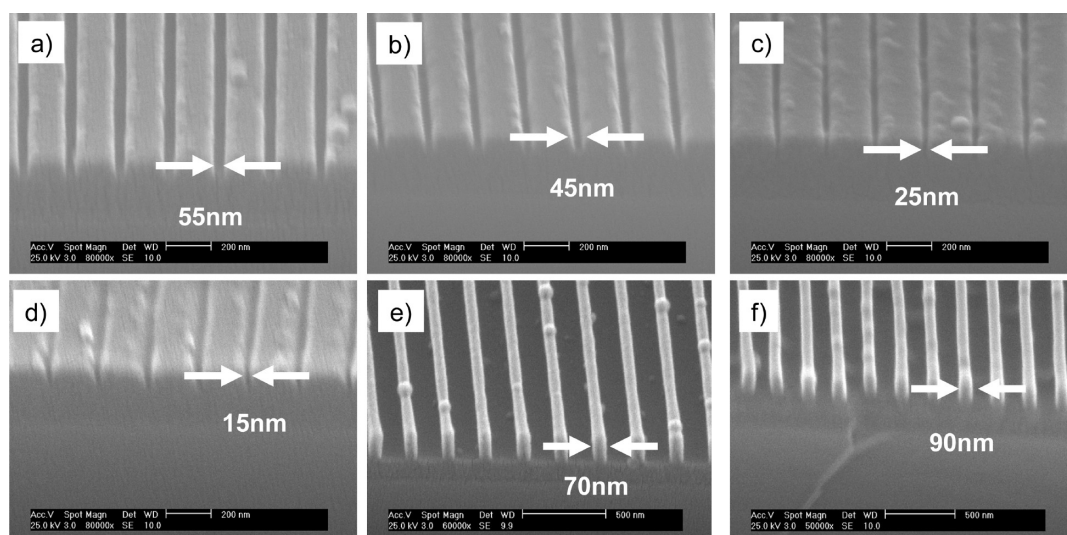 a)
55nm
Acc.V Spot Magn Det WD 200 nm
25.0 kV 3.0 80000x SE 10.0
b)
45nm
Acc.V Spot Magn Det WD 200 nm
25.0 kV 3.0 80000x SE 10.0
c)
25nm
Acc.V Spot Magn Det WD 200 nm
25.0 kV 3.0 80000x SE 10.0
d)
15nm
Acc.V Spot Magn Det WD 200 nm
25.0 kV 3.0 80000x SE 10.0
e)
70nm
Acc.V Spot Magn Det WD 500 nm
25.0 kV 3.0 60000x SE 9.9
f)
90nm
Acc.V Spot Magn Det WD 500 nm
25.0 kV 3.0 50000x SE 10.0